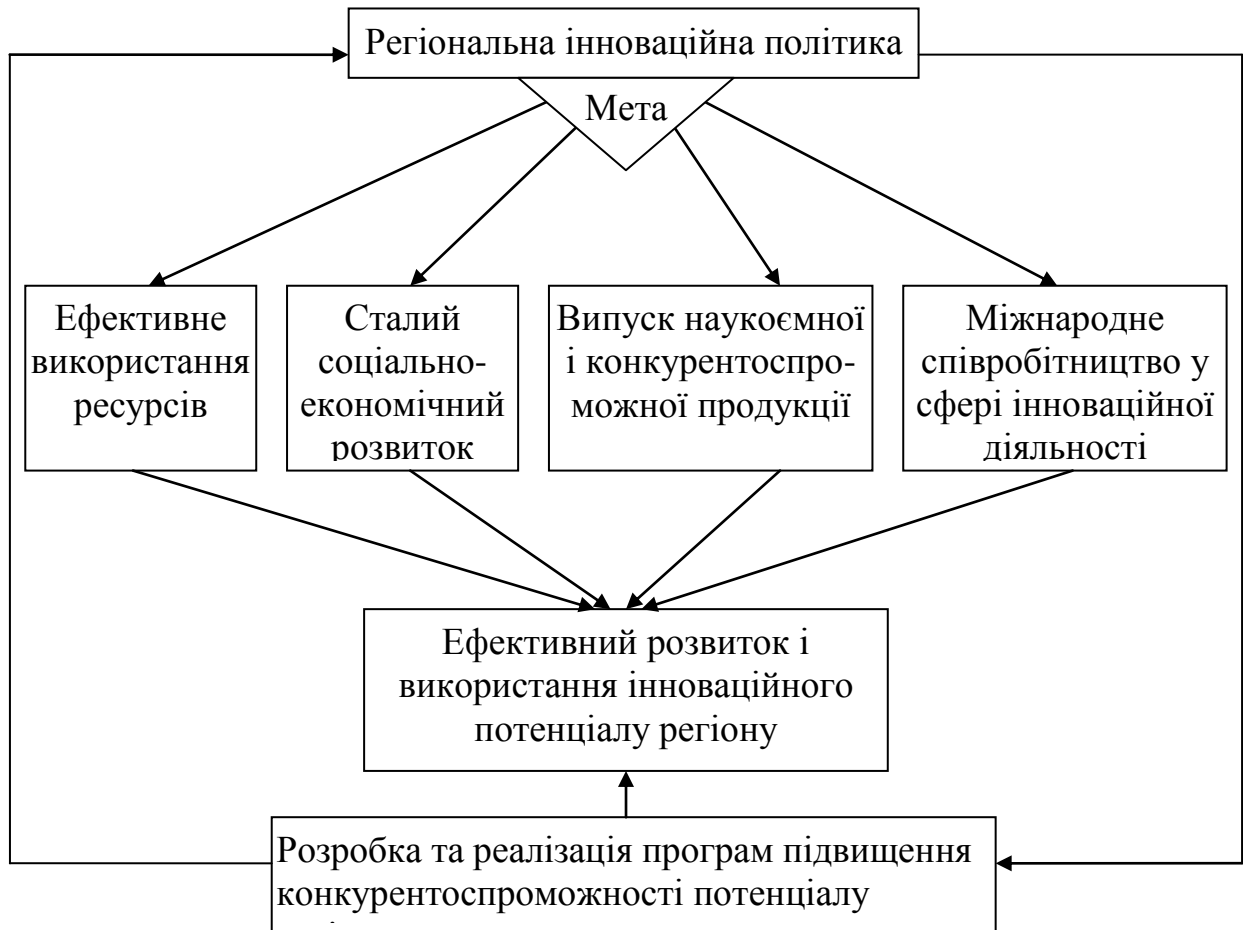 Регіональна інноваційна політика
Мета
Ефективне
використання
ресурсів
Сталий
соціально-
економічний
розвиток
Випуск наукоємної
і конкурентоспро-
можної продукції
Міжнародне
співробітництво у
сфері інноваційної
діяльності
Ефективний розвиток і
використання інноваційного
потенціалу регіону
Розробка та реалізація програм підвищення
конкурентоспроможності потенціалу